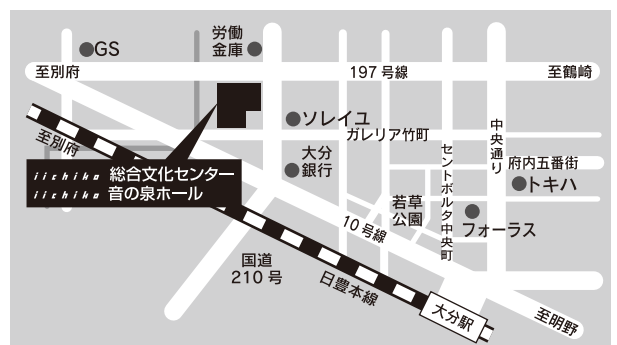 労働
金庫
GS
至別府
197号線
至鶴崎
ソレイユ
ガレリア竹町
中央通り
至別府
大分
銀行
セントポルタ中央町
府内五番街
トキハ
iichiko 総合文化センター
iichiko 音の泉ホール
若草
公園
フォーラス
10号線
国道
210号
日豊本線
大分駅
至明野